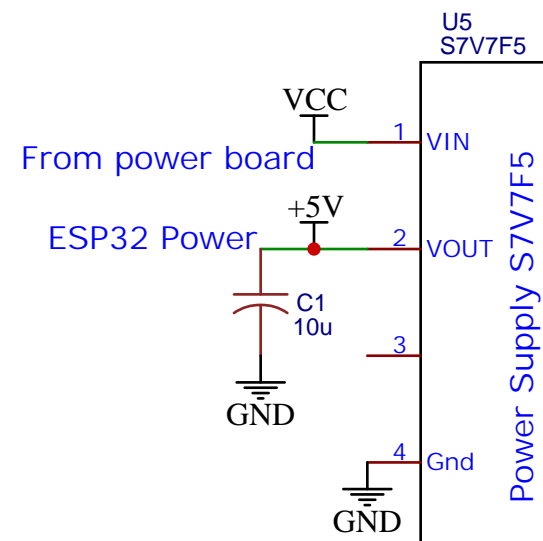 U5
S7V7F5
VCC
1 VIN
From power board
+5V
ESP32 Power
2 VOUT
C1
10u
3
GND
4 Gnd
GND
Power Supply S7V7F5